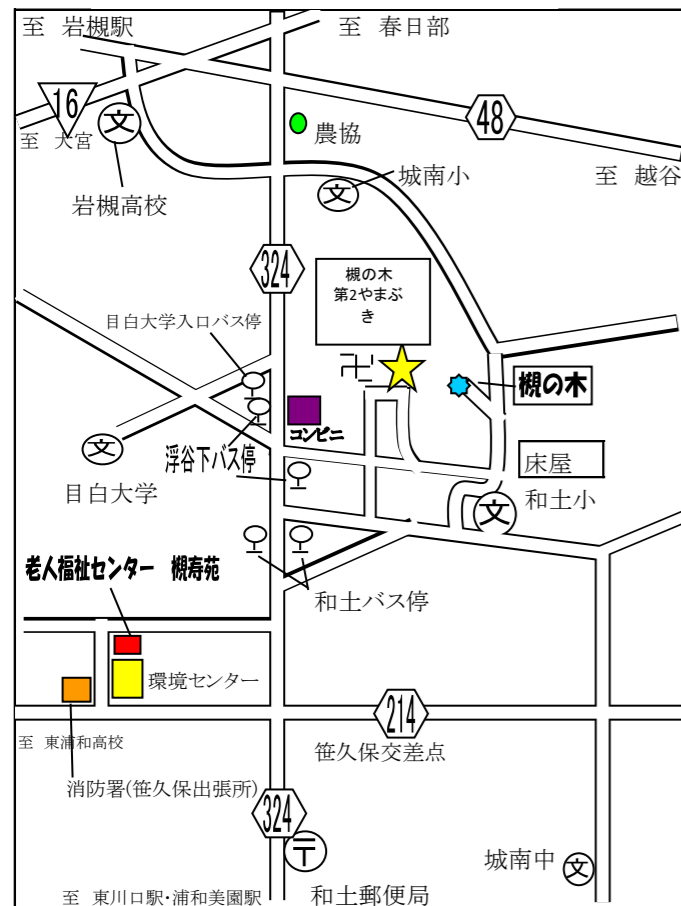 至 岩槻駅
至 春日部
16
文
48
農協
至 大宮
城南小
至 越谷
岩槻高校
文
324
槻の木
第2やまぶ
き
目白大学入口バス停
卍
槻の木
コンビニ
文
浮谷下バス停
床屋
目白大学
和土小
文
老人福祉センター 槻寿苑
和土バス停
環境センター
214
至 東浦和高校
笹久保交差点
消防署(笹久保出張所)
324
〒
城南中
文
至 東川口駅・浦和美園駅
和土郵便局